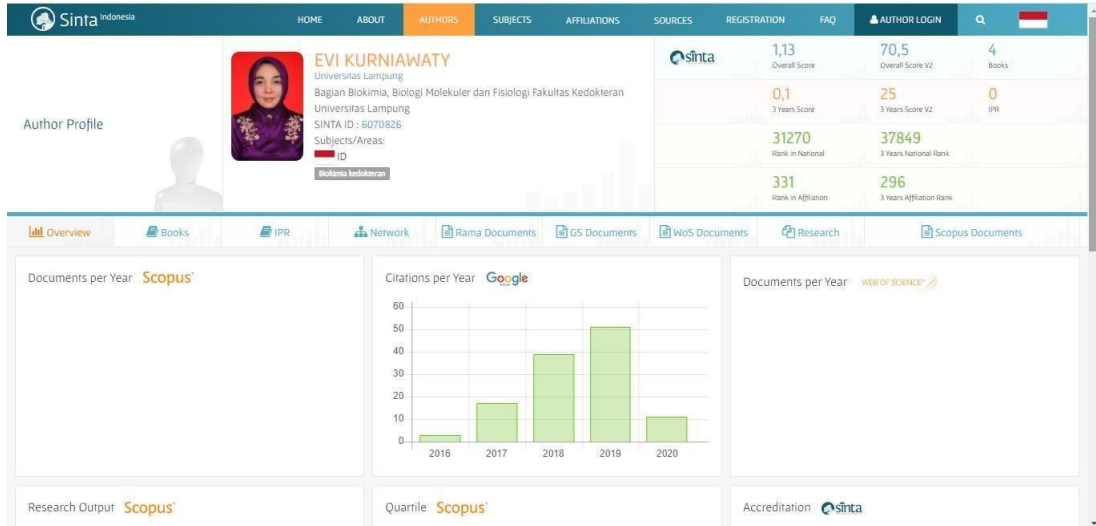 Sinta Indonesia
HOME ABOUT AUTHORS SUBJECTS AFFILIATIONS SOURCES REGISTRATION FAQ AUTHOR LOGIN
Author Profile
EVI KURNIAWATY
Universitas Lampung
Bagian Biokimia, Biologi Molekuler dan Fisiologi Fakultas Kedokteran
Universitas Lampung
SINTA ID : 6070826
Subjects/Areas:
ID
Biokimia kedokteran
sinta
1,13 70,5 4
Overall Score Overall Score V2 Books
0,1 25 0
3 Years Score 3 Years Score V2 IPR
31270 37849
Rank in National 3 Years National Rank
331 296
Rank in Affiliation 3 Years Affiliation Rank
Overview Books IPR Network Rama Documents GS Documents WoS Documents Research Scopus Documents
Documents per Year Scopus
Citations per Year Google
60
50
40
30
20
10
0
2016 2017 2018 2019 2020
Documents per Year WEB OF SCIENCE
Research Output Scopus
Quartile Scopus
Accreditation sinta